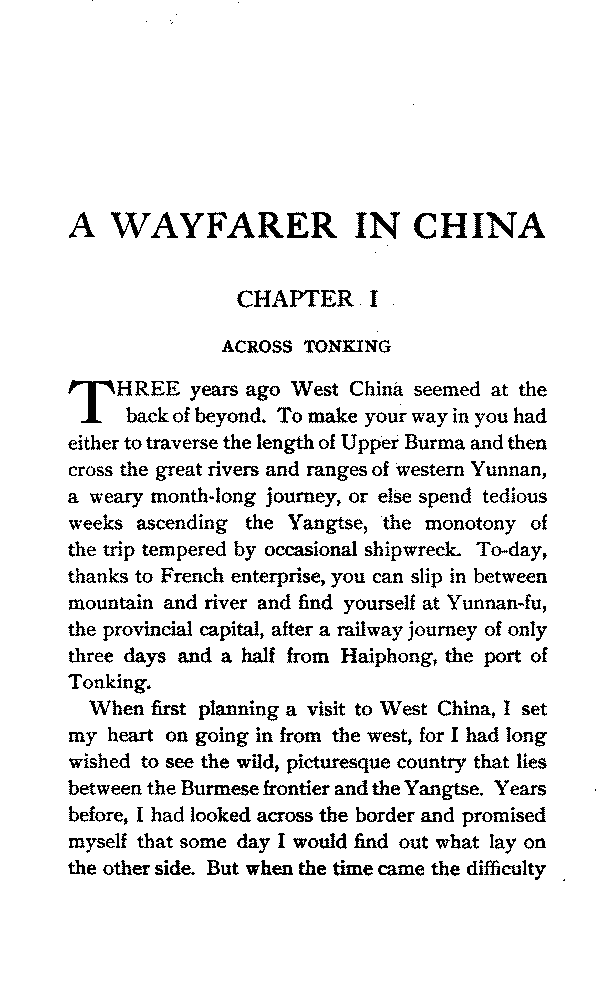 A WAYFARER IN CHINA
CHAPTER I
ACROSS TONKING
THREE years ago West China seemed at the
back of beyond. To make your way in you had
either to traverse the length of Upper Burma and then
cross the great rivers and ranges of western Yunnan,
a weary month-long journey, or else spend tedious
weeks ascending the Yangtse, the monotony of
the trip tempered by occasional shipwreck. To-day,
thanks to French enterprise, you can slip in between
mountain and river and find yourself at Yunnan-fu,
the provincial capital, after a railway journey of only
three days and a half from Haiphong, the port of
Tonking.
When first planning a visit to West China, I set
my heart on going in from the west, for I had long
wished to see the wild, picturesque country that lies
between the Burmese frontier and the Yangtse. Years
before, I had looked across the border and promised
myself that some day I would find out what lay on
the other side. But when the time came the difficulty